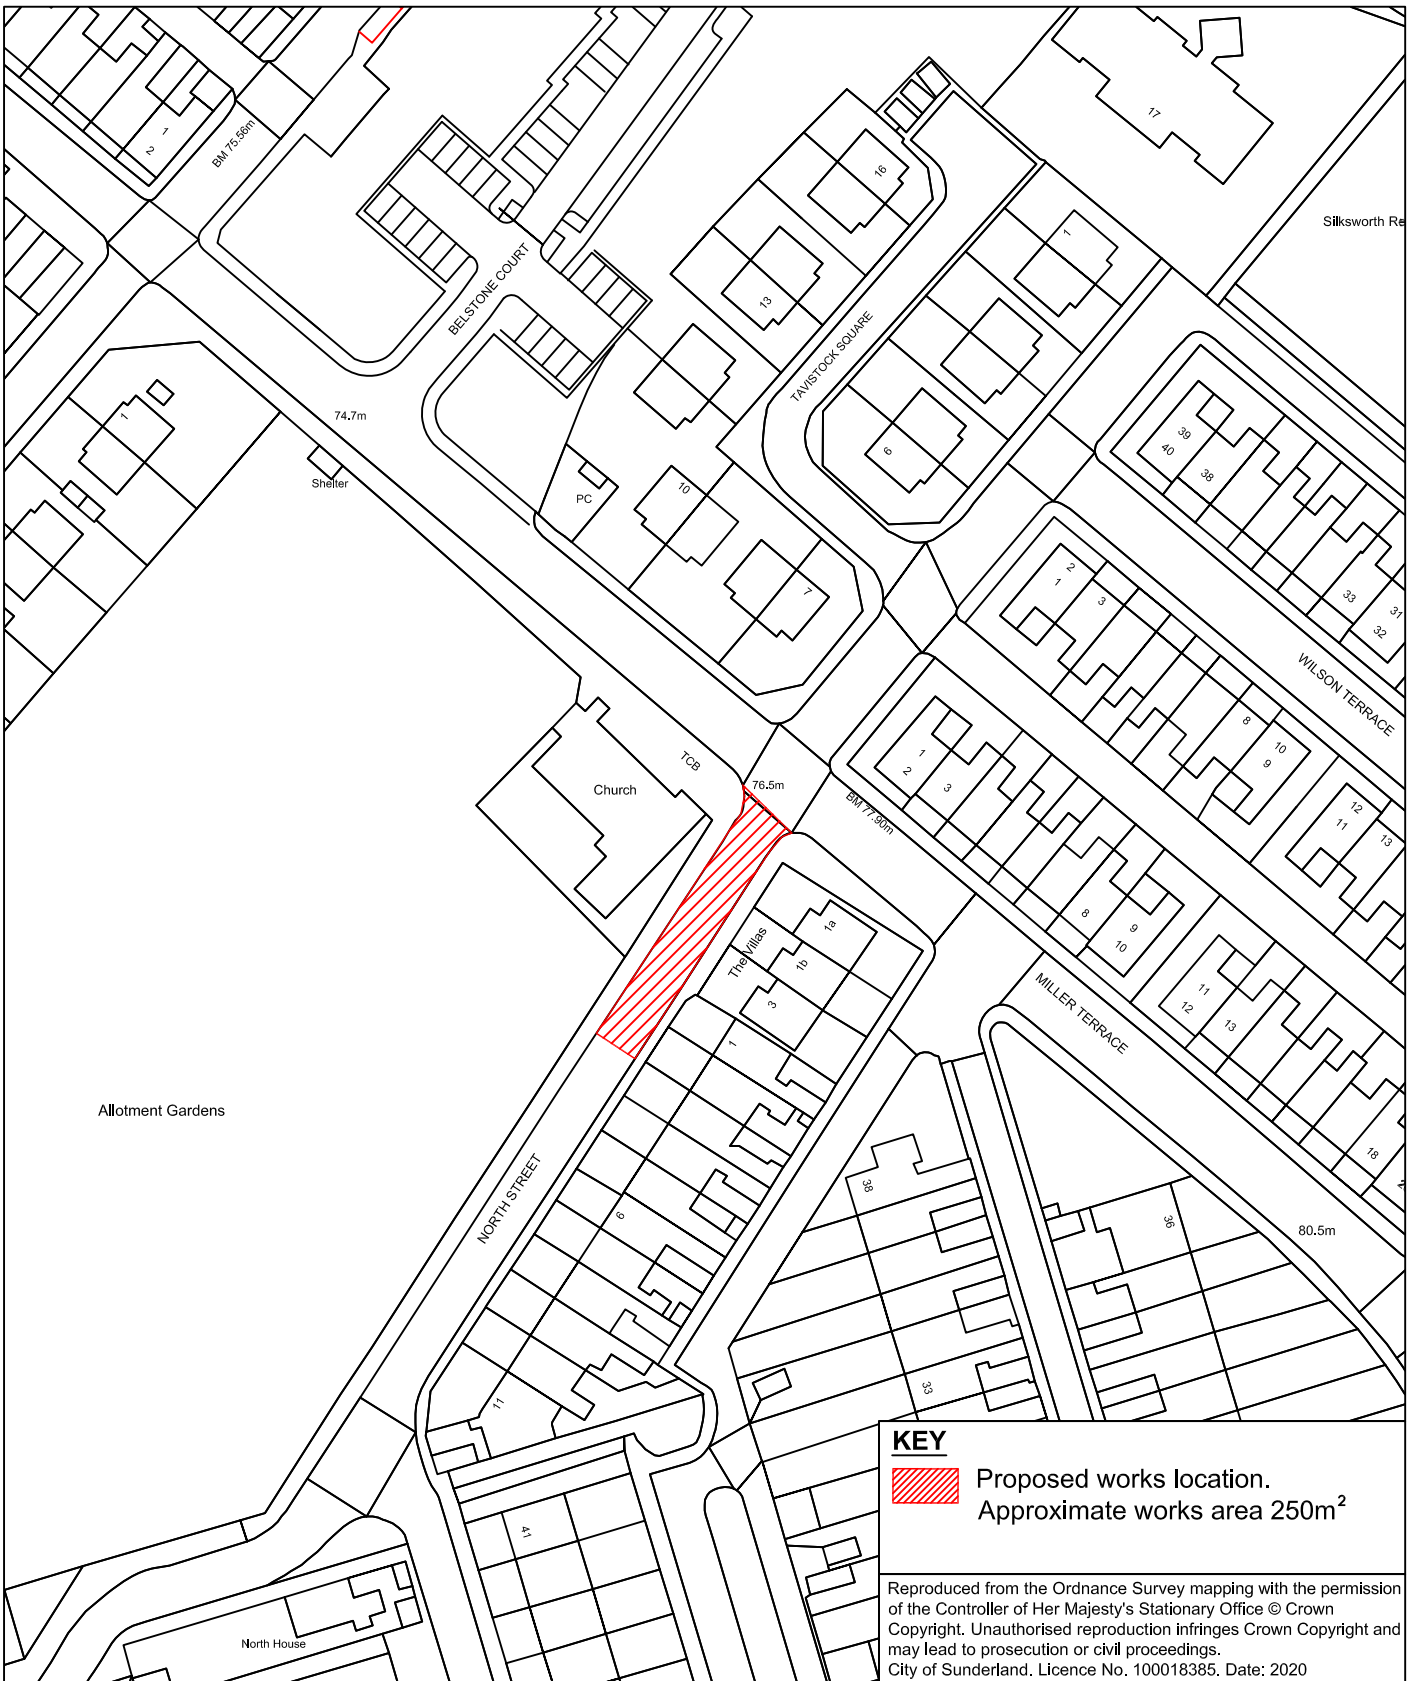 17
1
2
BM 75.56m
16
Silksworth Re
1
BELSTONE COURT
13
TAVISTOCK SQUARE
1
74.7m
39
40
38
6
Shelter
PC
10
2
1
3
7
33
31
32
WILSON TERRACE
8
10
9
1
2
3
TCB
76.5m
Church
BM 77.90m
12
11
13
The Villas
1a
1b
3
8
9
10
11
12
13
MILLER TERRACE
1
Allotment Gardens
NORTH STREET
38
18
6
36
80.5m
33
11
41
North House
KEY
Proposed works location.
Approximate works area 250m²
Reproduced from the Ordnance Survey mapping with the permission
of the Controller of Her Majesty's Stationary Office © Crown
Copyright. Unauthorised reproduction infringes Crown Copyright and
may lead to prosecution or civil proceedings.
City of Sunderland. Licence No. 100018385. Date: 2020